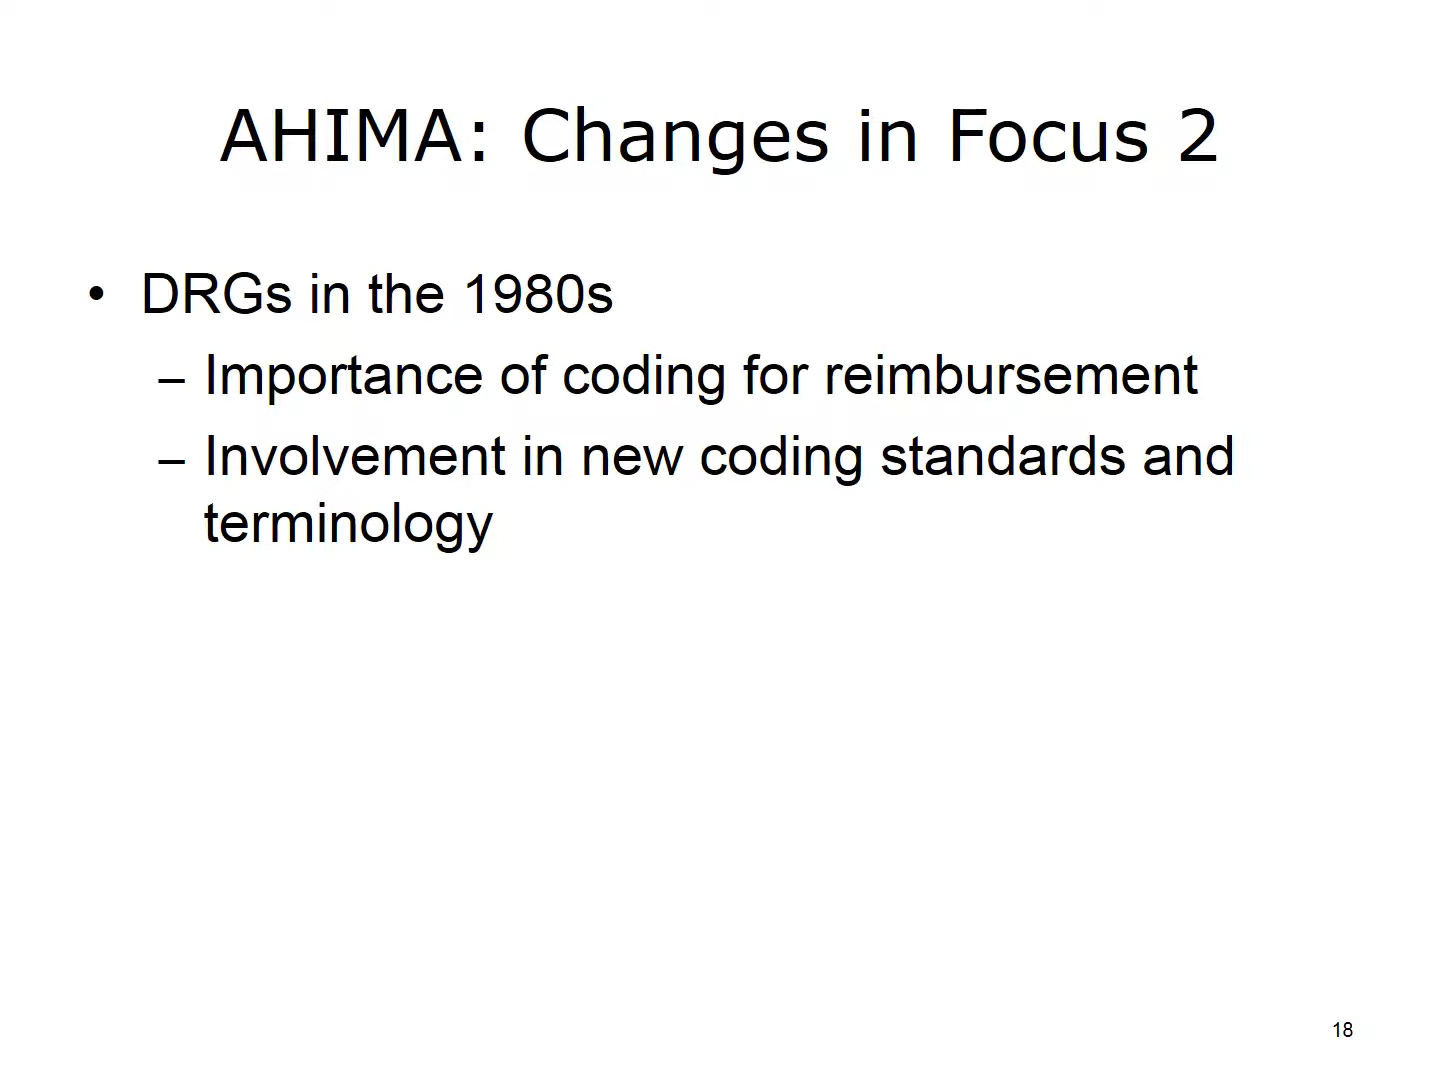 AHIMA: Changes in Focus 2
• DRGs in the 1980s
– Importance of coding for reimbursement
– Involvement in new coding standards and
terminology
18